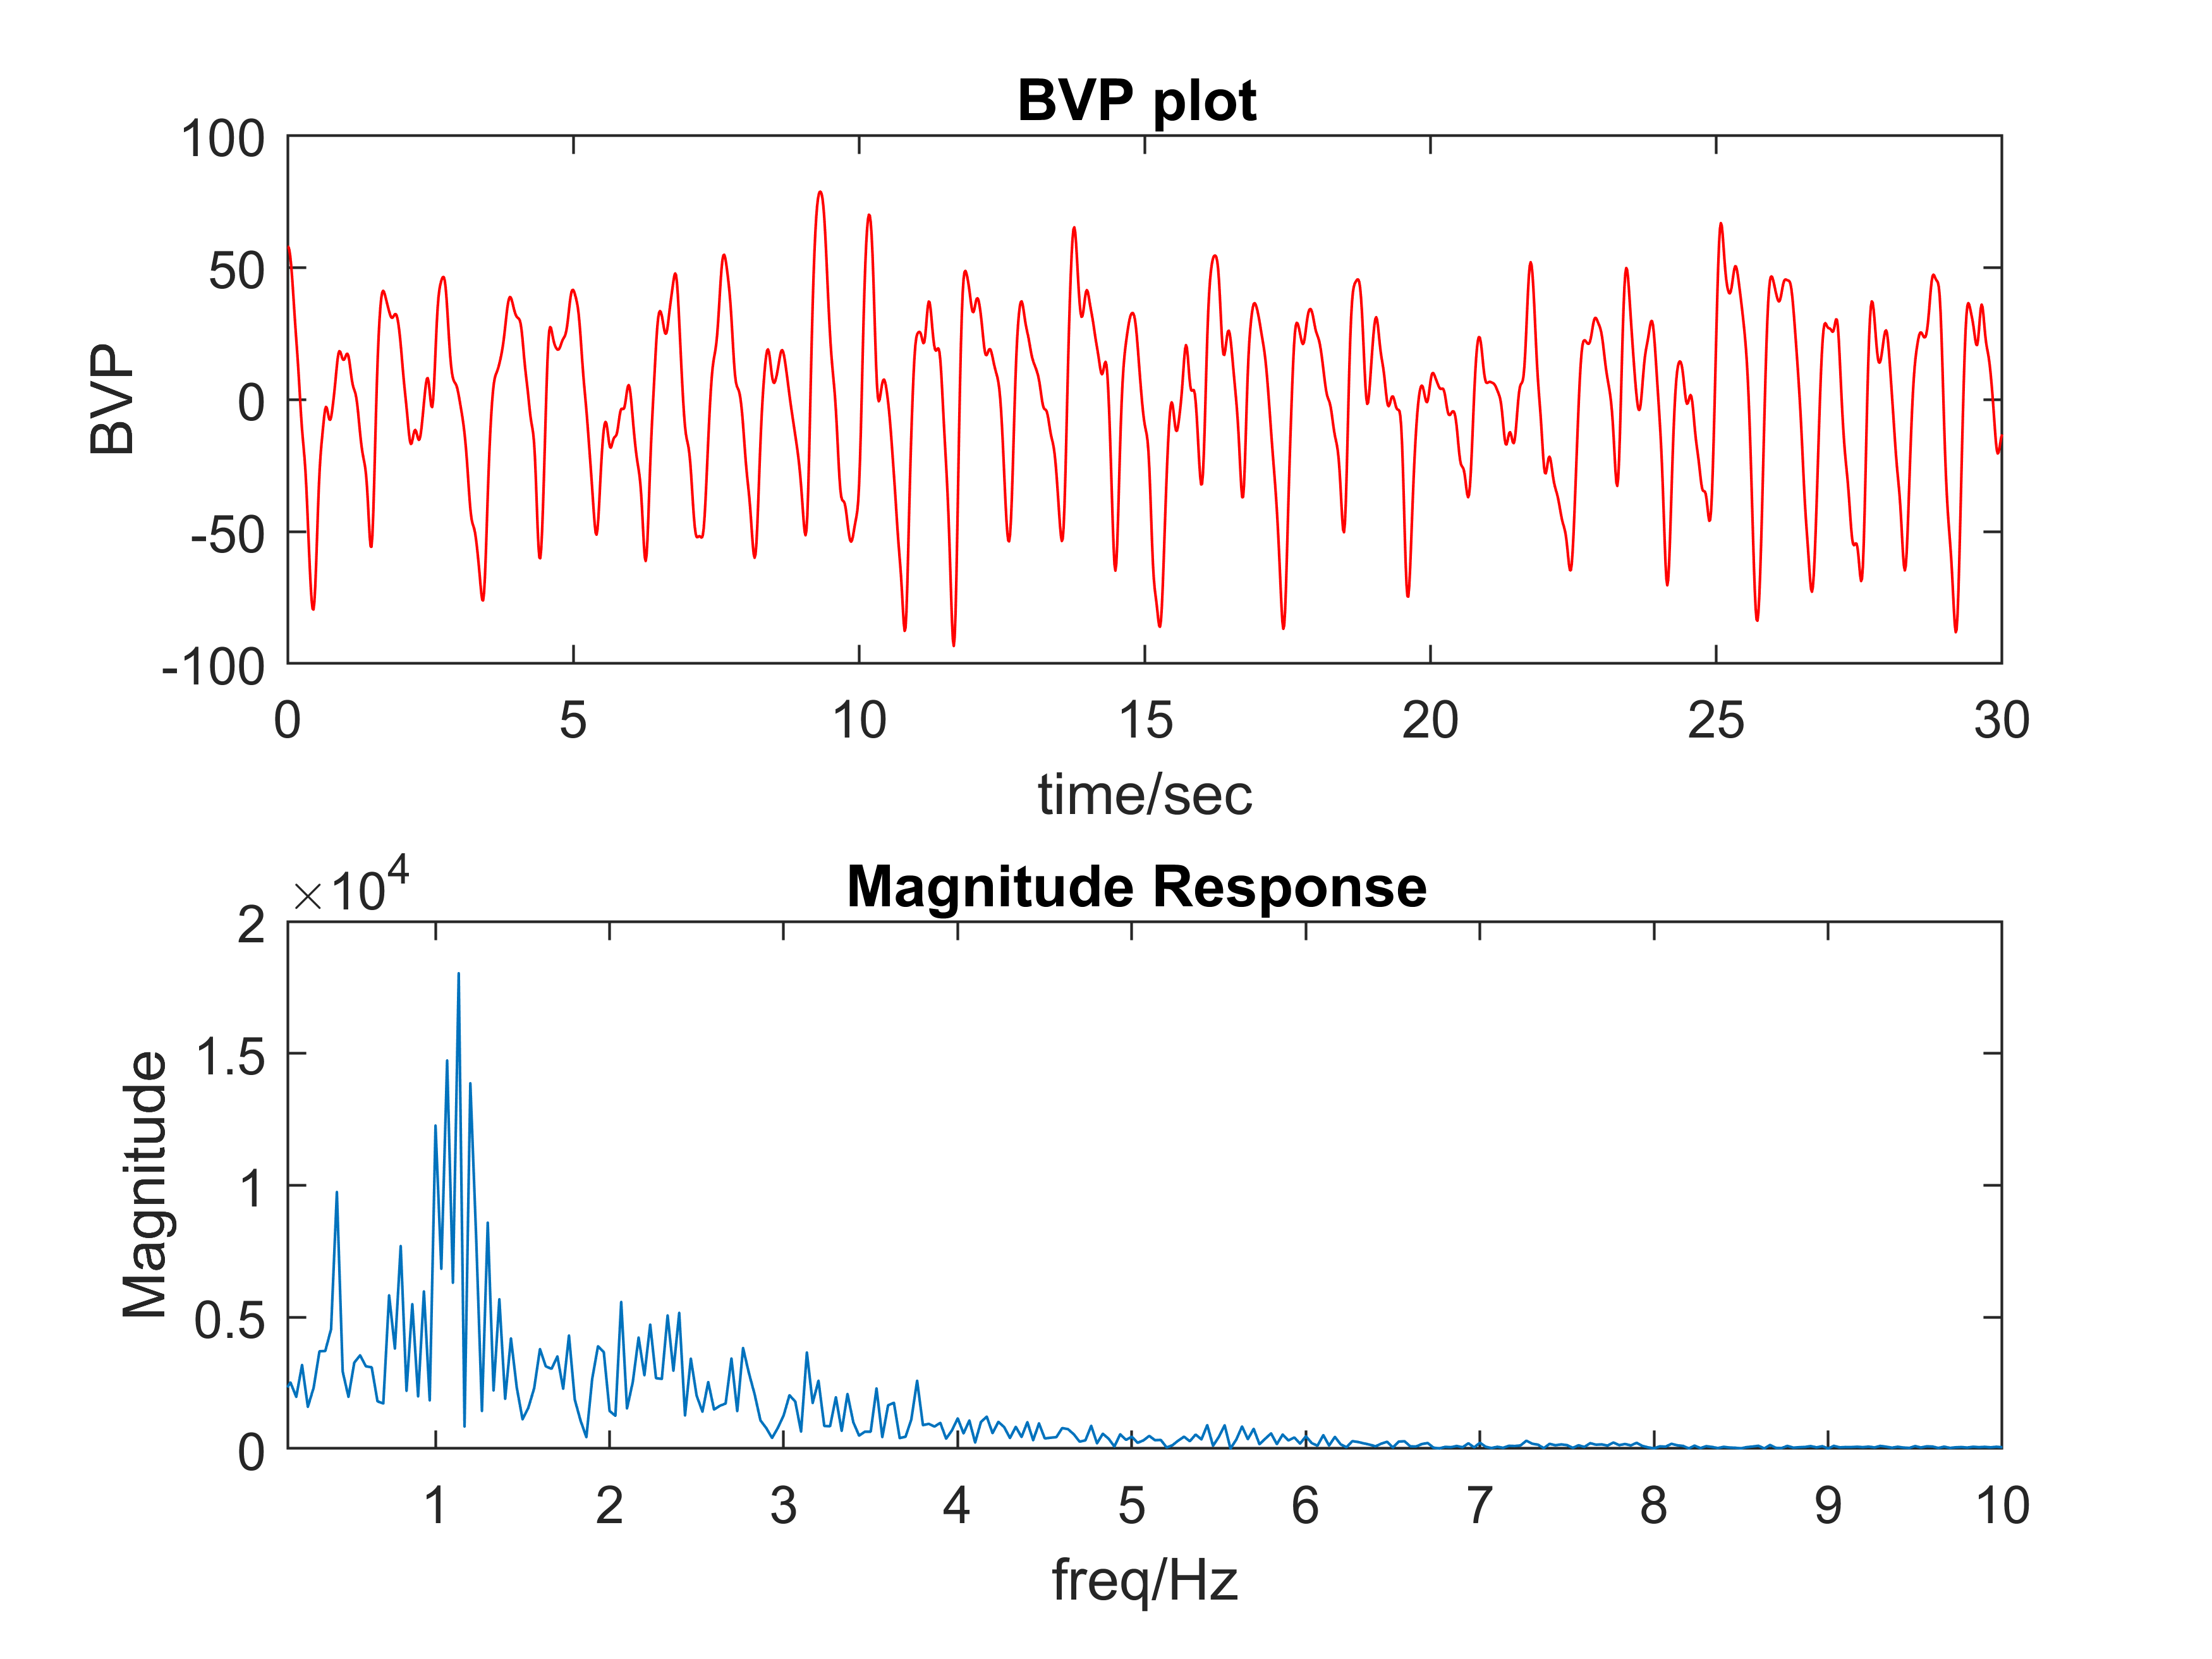 BVP plot
100
50
0
-50
-100
BVP
0 5 10 15 20 25 30
time/sec
×10⁴
Magnitude Response
2
1.5
1
0.5
0
Magnitude
1 2 3 4 5 6 7 8 9 10
freq/Hz